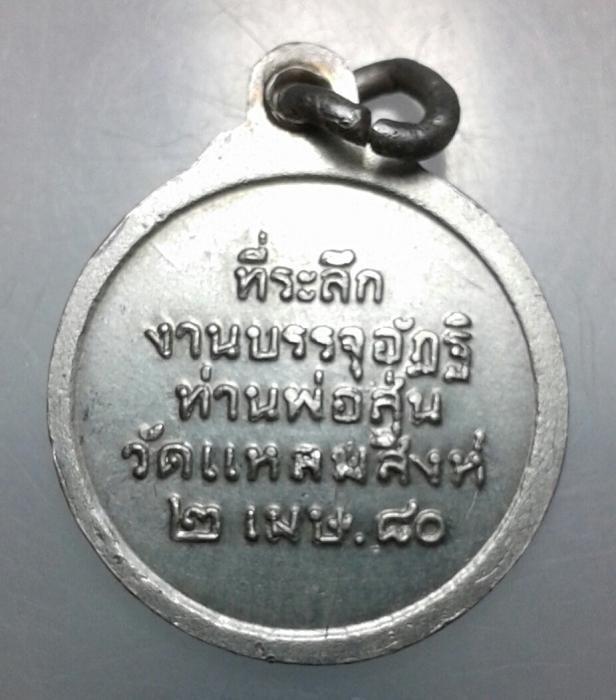 ที่ระลึก
งานบรรจุอัฏฐิ
ท่านพ่อสุ่น
วัดแหลมสิงห์
๒ เมษ.๘๐